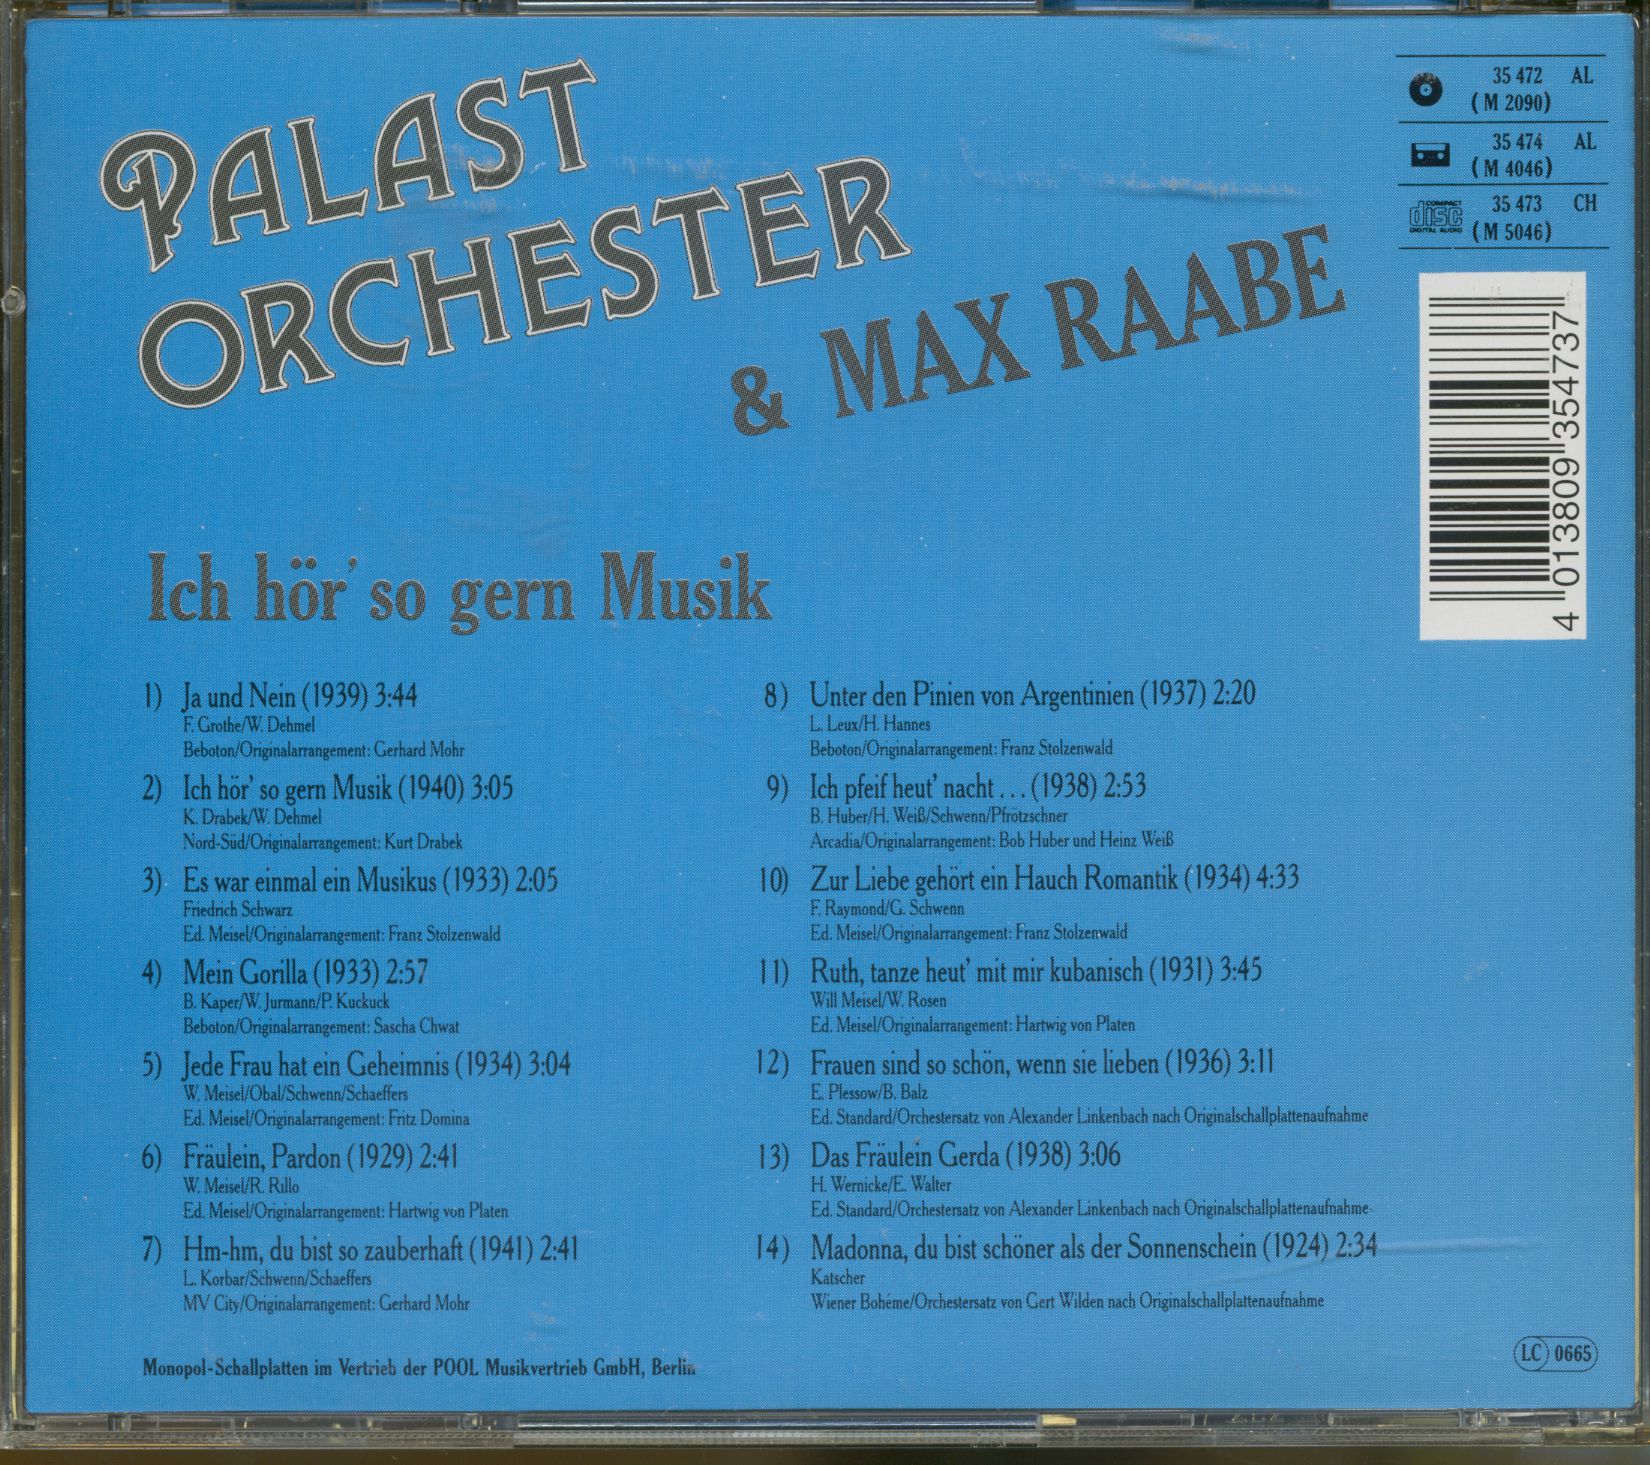 PALAST
ORCHESTER
& MAX RAABE
35 472 AL
(M 2090)
35 474 AL
(M 4046)
COMPACT
disc
DIGITAL AUDIO
35 473 CH
(M 5046)
4 013809 354737
Ich hör' so gern Musik
1) Ja und Nein (1939) 3:44
F. Grothe/W. Dehmel
Beboton/Originalarrangement: Gerhard Mohr
2) Ich hör' so gern Musik (1940) 3:05
K. Drabek/W. Dehmel
Nord-Süd/Originalarrangement: Kurt Drabek
3) Es war einmal ein Musikus (1933) 2:05
Friedrich Schwarz
Ed. Meisel/Originalarrangement: Franz Stolzenwald
4) Mein Gorilla (1933) 2:57
B. Kaper/W. Jurmann/P. Kuckuck
Beboton/Originalarrangement: Sascha Chwat
5) Jede Frau hat ein Geheimnis (1934) 3:04
W. Meisel/Obal/Schwenn/Schaeffers
Ed. Meisel/Originalarrangement: Fritz Domina
6) Fräulein, Pardon (1929) 2:41
W. Meisel/R. Rillo
Ed. Meisel/Originalarrangement: Hartwig von Platen
7) Hm-hm, du bist so zauberhaft (1941) 2:41
L. Korbar/Schwenn/Schaeffers
MV City/Originalarrangement: Gerhard Mohr
8) Unter den Pinien von Argentinien (1937) 2:20
L. Leux/H. Hannes
Beboton/Originalarrangement: Franz Stolzenwald
9) Ich pfeif heut' nacht ... (1938) 2:53
B. Huber/H. Weiß/Schwenn/Pfrötzschner
Arcadia/Originalarrangement: Bob Huber und Heinz Weiß
10) Zur Liebe gehört ein Hauch Romantik (1934) 4:33
F. Raymond/G. Schwenn
Ed. Meisel/Originalarrangement: Franz Stolzenwald
11) Ruth, tanze heut' mit mir kubanisch (1931) 3:45
Will Meisel/W. Rosen
Ed. Meisel/Originalarrangement: Hartwig von Platen
12) Frauen sind so schön, wenn sie lieben (1936) 3:11
E. Plessow/B. Balz
Ed. Standard/Orchestersatz von Alexander Linkenbach nach Originalschallplattenaufnahme
13) Das Fräulein Gerda (1938) 3:06
H. Wernicke/E. Walter
Ed. Standard/Orchestersatz von Alexander Linkenbach nach Originalschallplattenaufnahme
14) Madonna, du bist schöner als der Sonnenschein (1924) 2:34
Katscher
Wiener Bohéme/Orchestersatz von Gert Wilden nach Originalschallplattenaufnahme
Monopol-Schallplatten im Vertrieb der POOL Musikvertrieb GmbH, Berlin
LC 0665